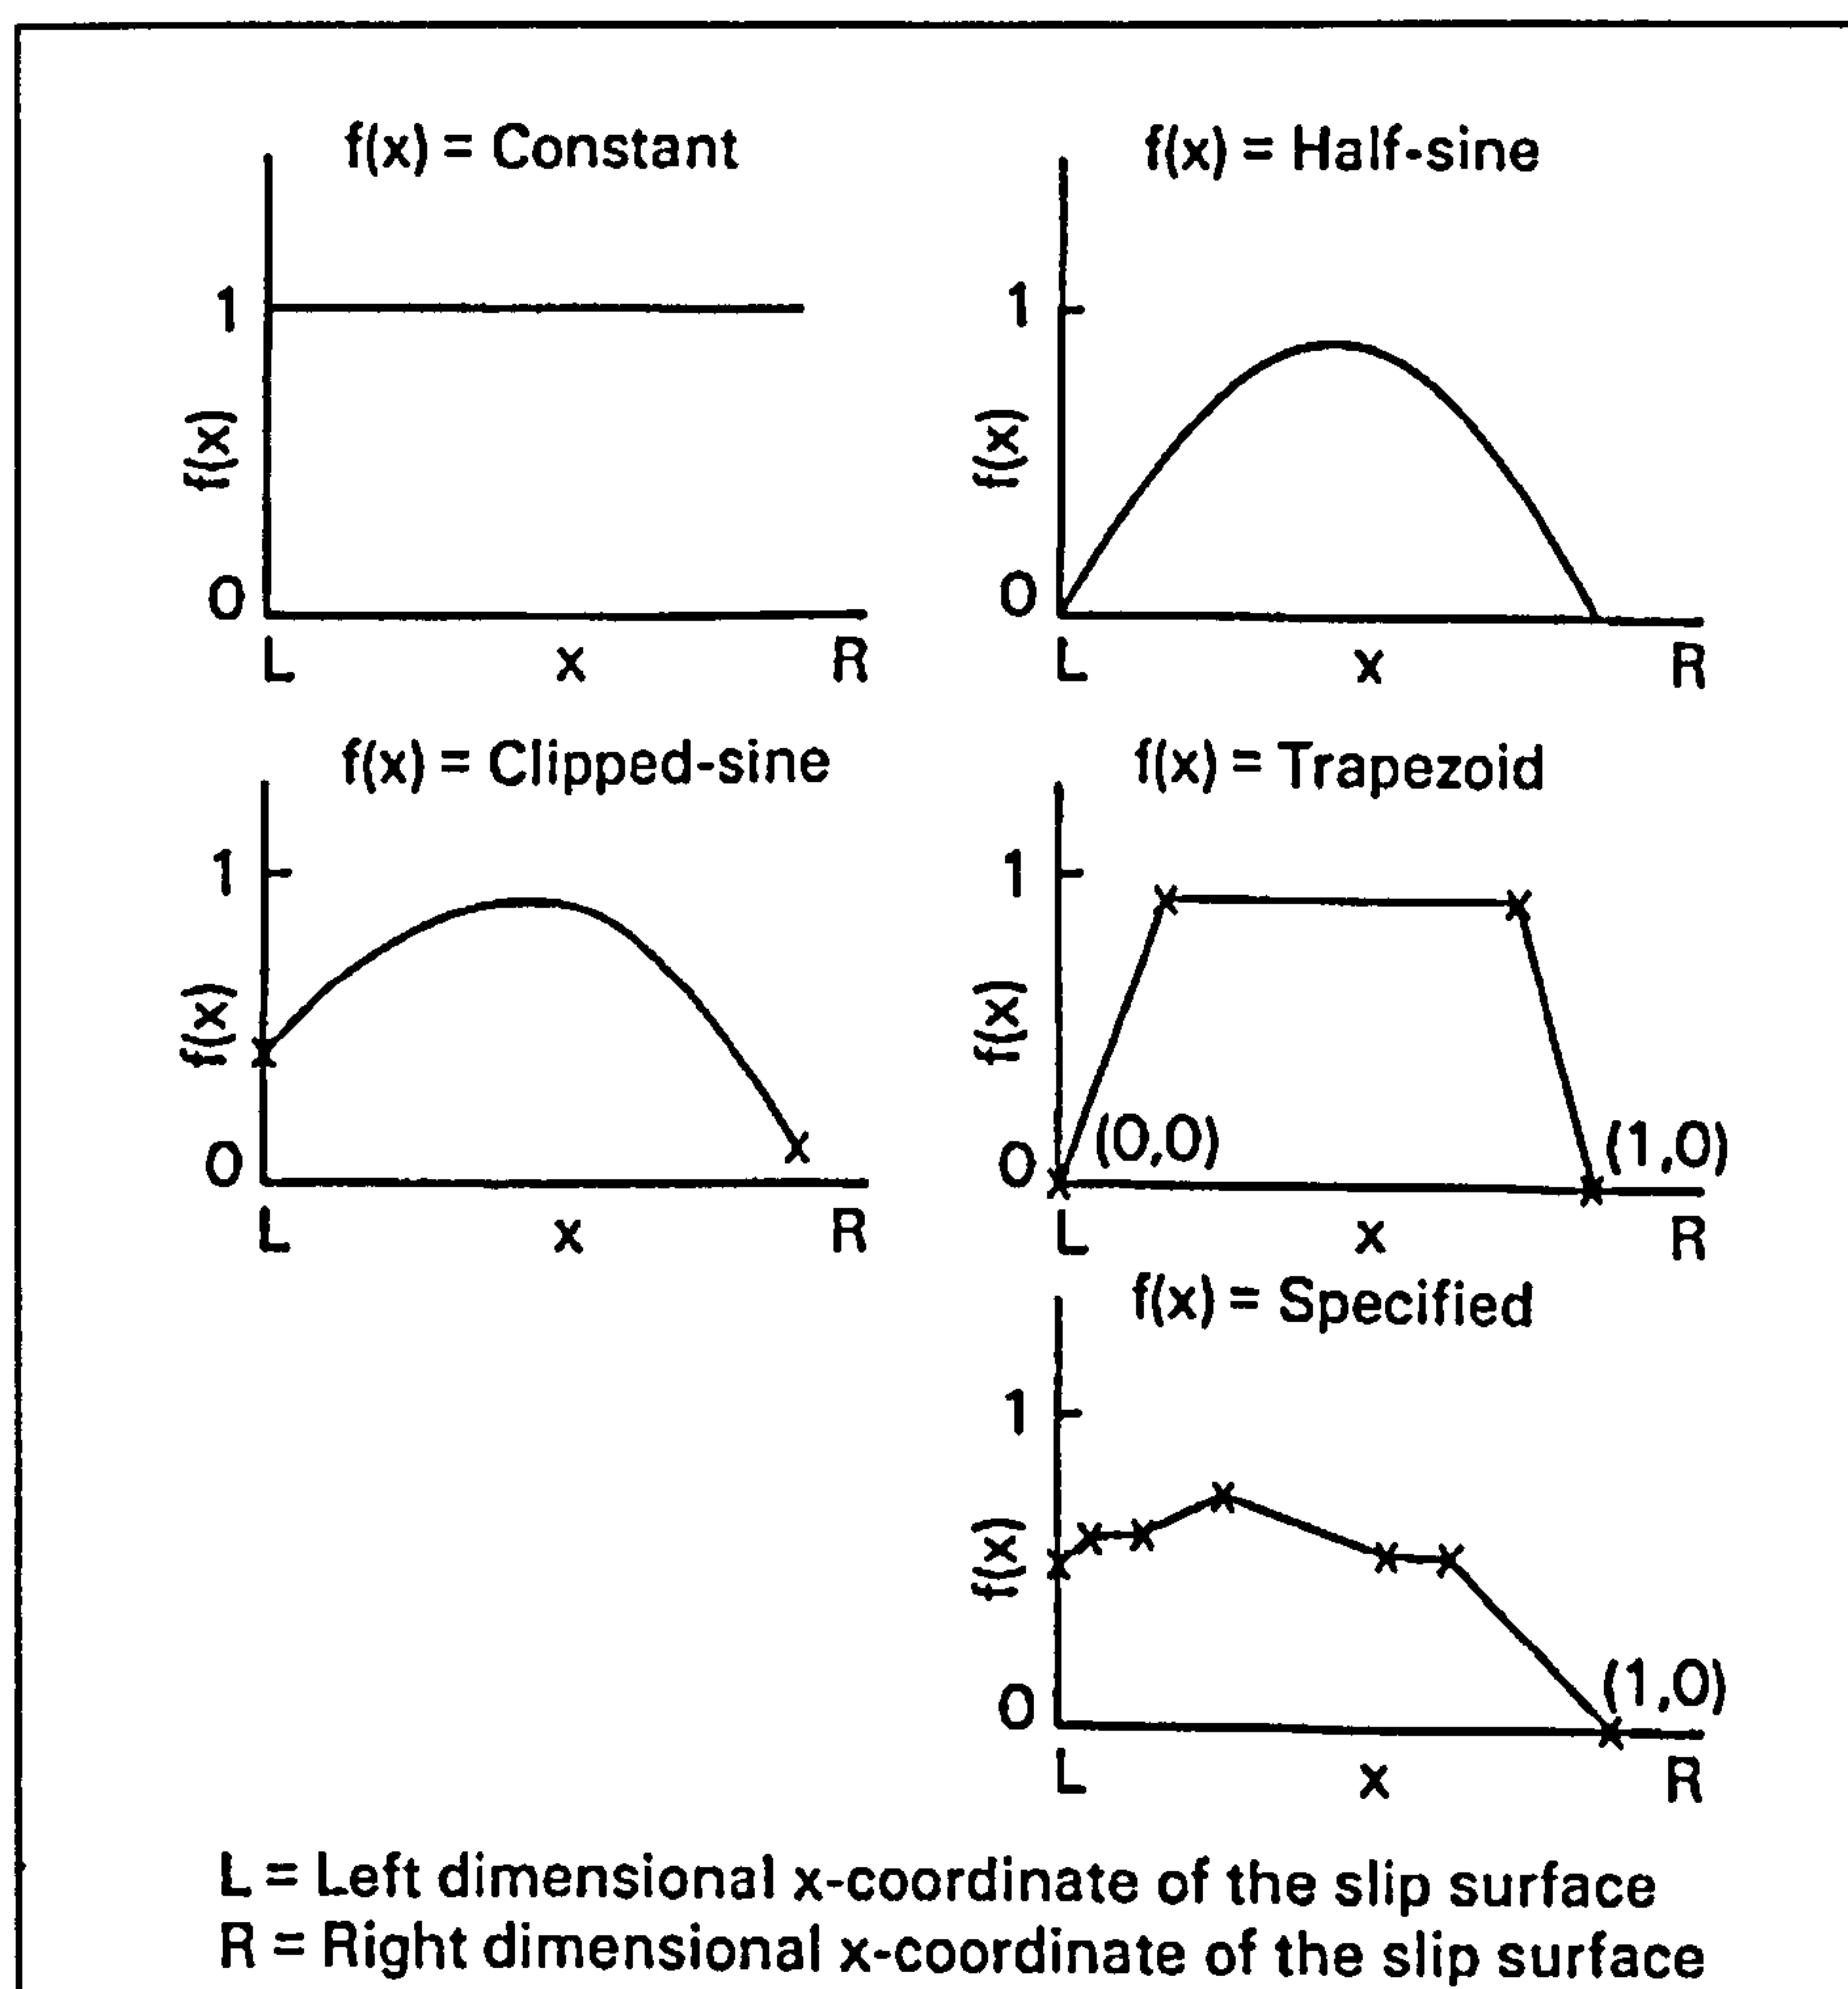 f(x) = Constant
1
f(x)
0
L x R
f(x) = Half-sine
1
f(x)
0
L x R
f(x) = Clipped-sine
1
f(x)
0
L x R
f(x) = Trapezoid
1
f(x)
0
(0,0)
(1,0)
L x R
f(x) = Specified
1
f(x)
0
(1,0)
L x R
L = Left dimensional x-coordinate of the slip surface
R = Right dimensional x-coordinate of the slip surface